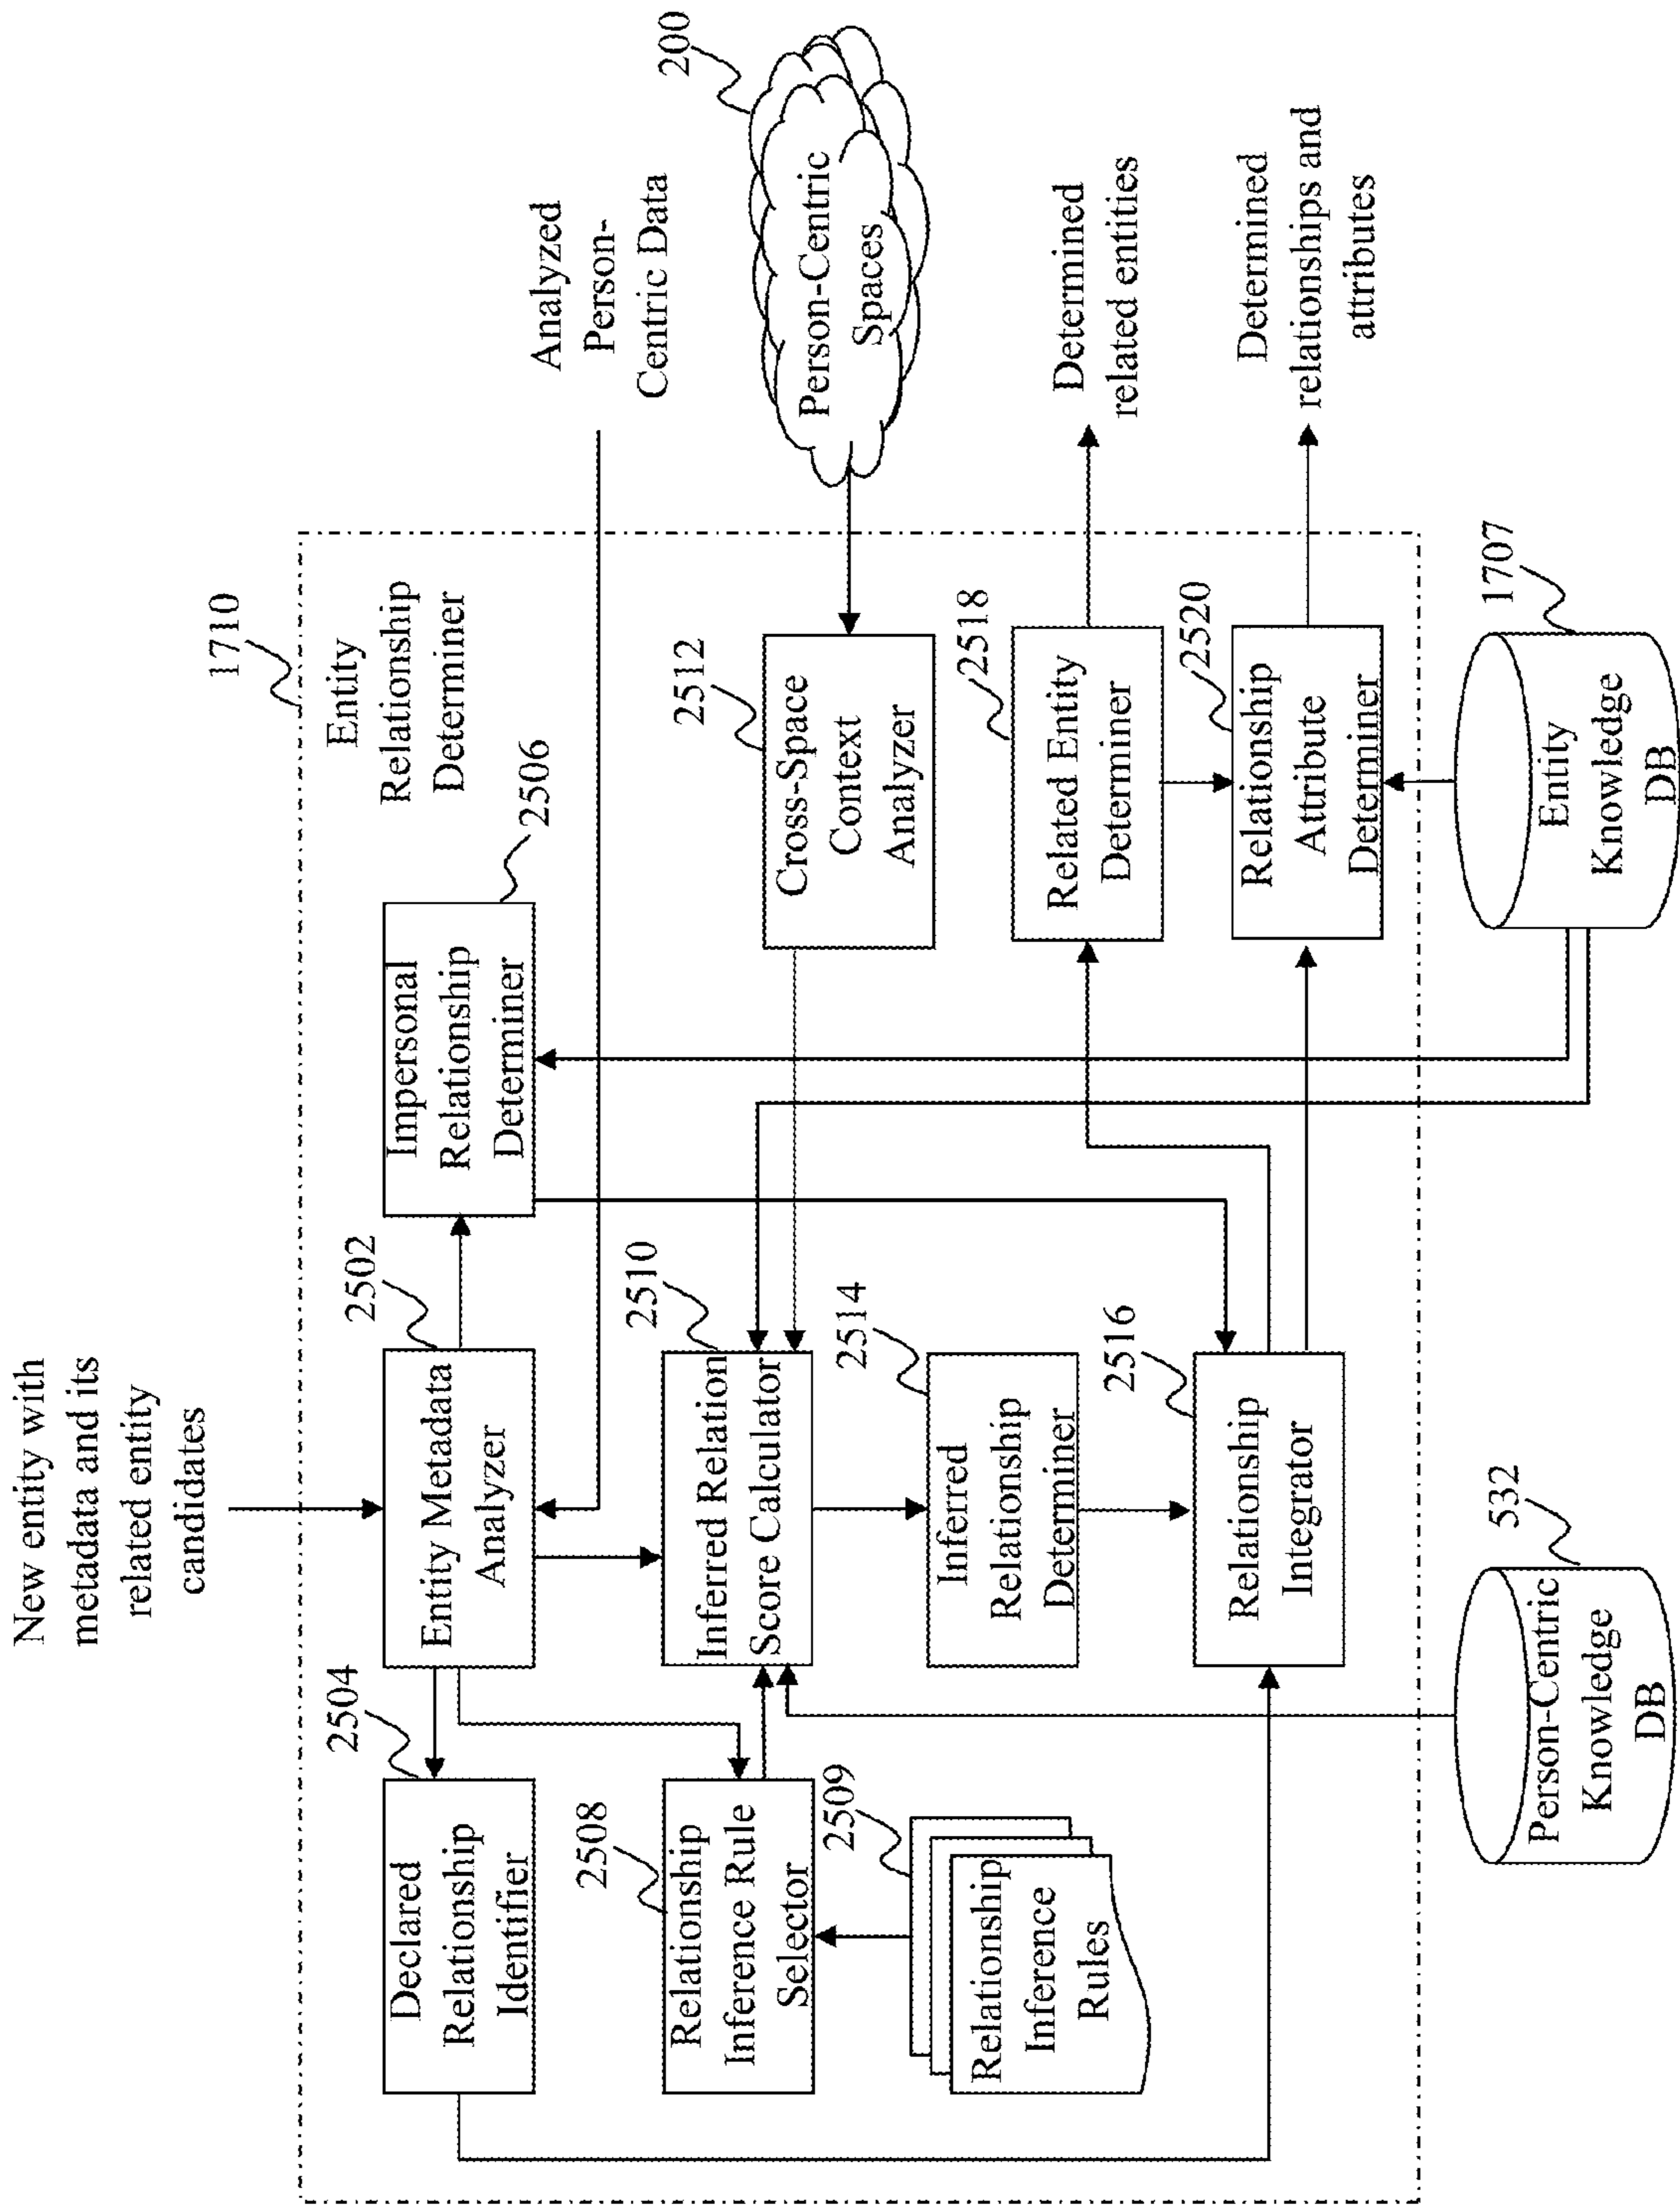 New entity with
metadata and its
related entity
candidates
1710
Entity
Relationship
Determiner
2504
Declared
Relationship
Identifier
2502
Entity Metadata
Analyzer
2506
Impersonal
Relationship
Determiner
Analyzed
Person-
Centric Data
2508
Relationship
Inference Rule
Selector
2510
Inferred Relation
Score Calculator
2512
Cross-Space
Context
Analyzer
200
Person-Centric
Spaces
2509
Relationship
Inference
Rules
2514
Inferred
Relationship
Determiner
2518
Related Entity
Determiner
Determined
related entities
2516
Relationship
Integrator
2520
Relationship
Attribute
Determiner
Determined
relationships and
attributes
532
Person-Centric
Knowledge
DB
1707
Entity
Knowledge
DB